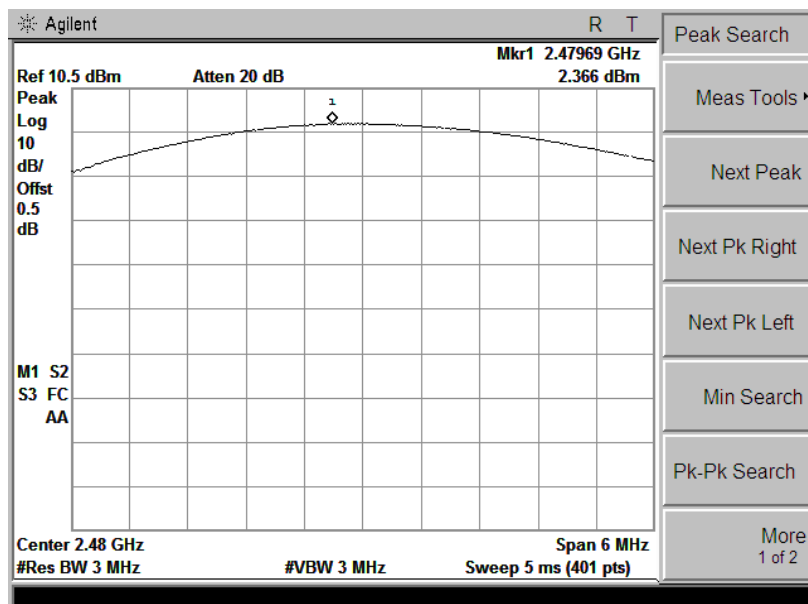 Agilent
R T
Mkr1 2.47969 GHz
Ref 10.5 dBm Atten 20 dB 2.366 dBm
Peak
Log
10
dB/
Offset
0.5
dB
1
M1 S2
S3 FC
AA
Center 2.48 GHz Span 6 MHz
#Res BW 3 MHz #VBW 3 MHz Sweep 5 ms (401 pts)
Peak Search
Meas Tools
Next Peak
Next Pk Right
Next Pk Left
Min Search
Pk-Pk Search
More
1 of 2